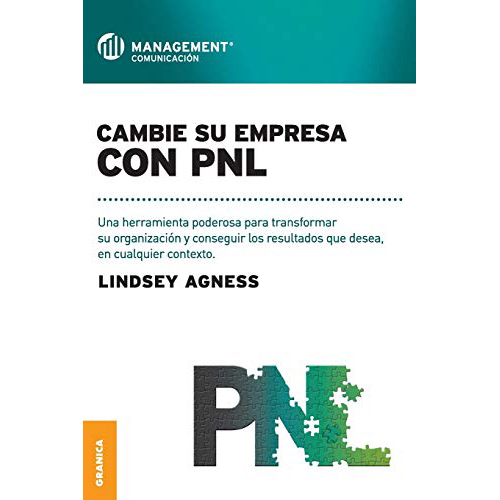 MANAGEMENT®
COMUNICACIÓN
CAMBIE SU EMPRESA
CON PNL
Una herramienta poderosa para transformar
su organización y conseguir los resultados que desea,
en cualquier contexto.
LINDSEY AGNESS
PNL
GRANICA